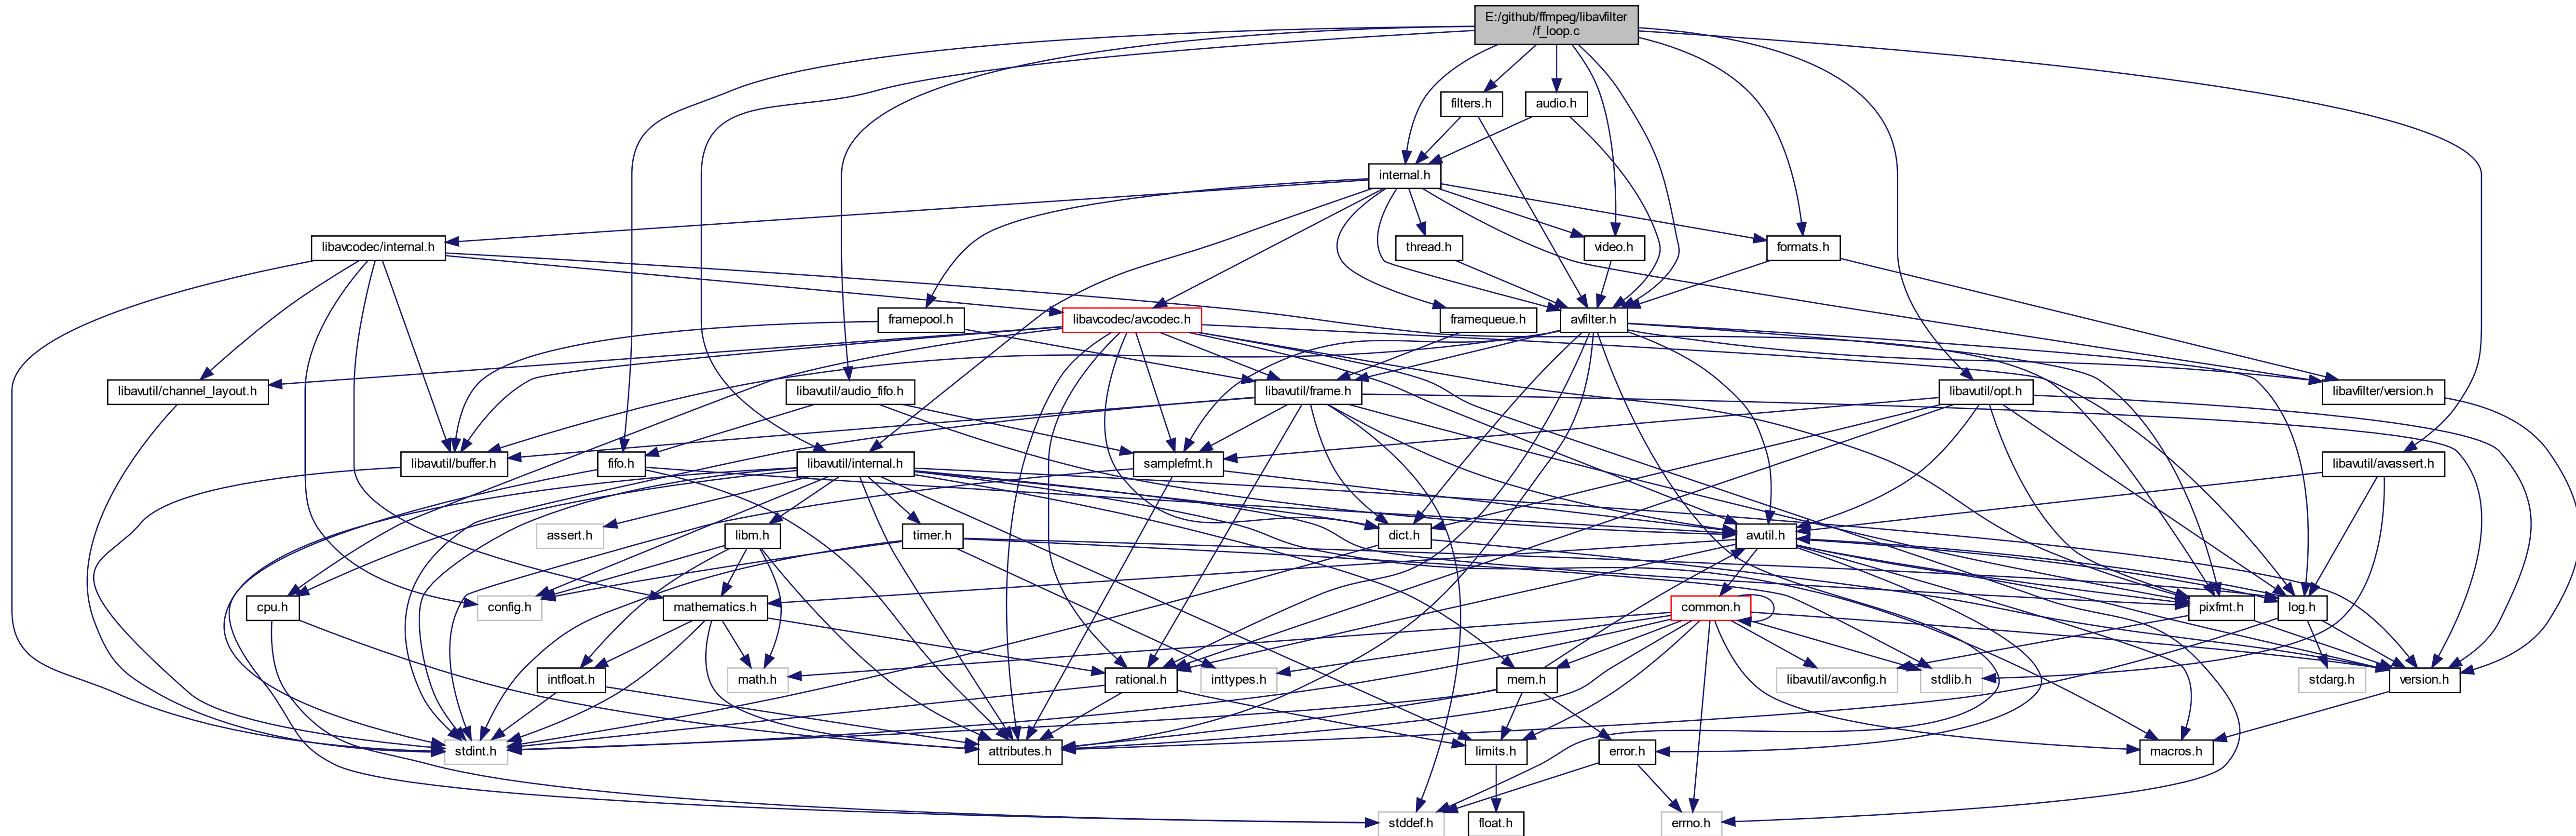 E:/github/ffmpeg/libavfilter
/f_loop.c
filters.h
audio.h
internal.h
libavcodec/internal.h
thread.h
video.h
formats.h
framepool.h
libavcodec/avcodec.h
framequeue.h
avfilter.h
libavutil/channel_layout.h
libavutil/audio_fifo.h
libavutil/frame.h
libavutil/opt.h
libavfilter/version.h
libavutil/buffer.h
fifo.h
libavutil/internal.h
samplefmt.h
libavutil/avassert.h
assert.h
libm.h
timer.h
dict.h
avutil.h
cpu.h
config.h
mathematics.h
common.h
pixfmt.h
log.h
intfloat.h
math.h
rational.h
inttypes.h
mem.h
libavutil/avconfig.h
stdlib.h
stdarg.h
version.h
stdint.h
attributes.h
limits.h
error.h
macros.h
stddef.h
float.h
errno.h